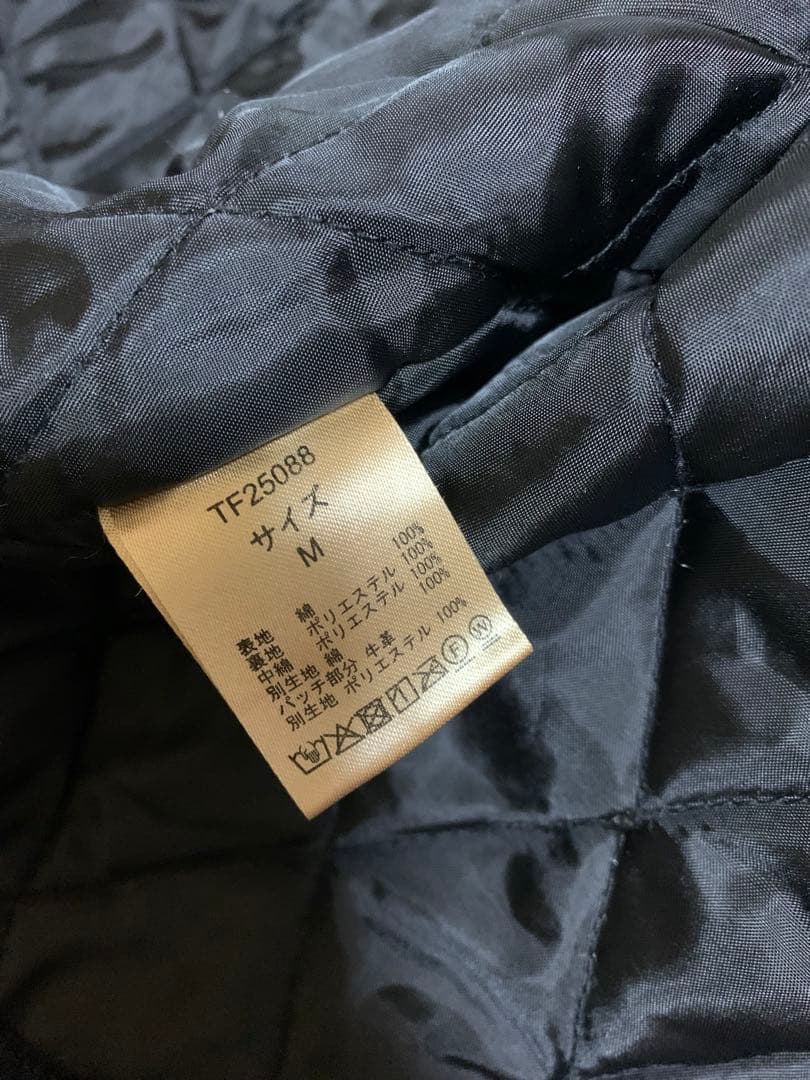 TF25088
サイズ
M
表地 綿 100%
裏地 ポリエステル 100%
中綿 ポリエステル 100%
別生地 綿
パッチ部分 牛革
別生地 ポリエステル 100%
F W